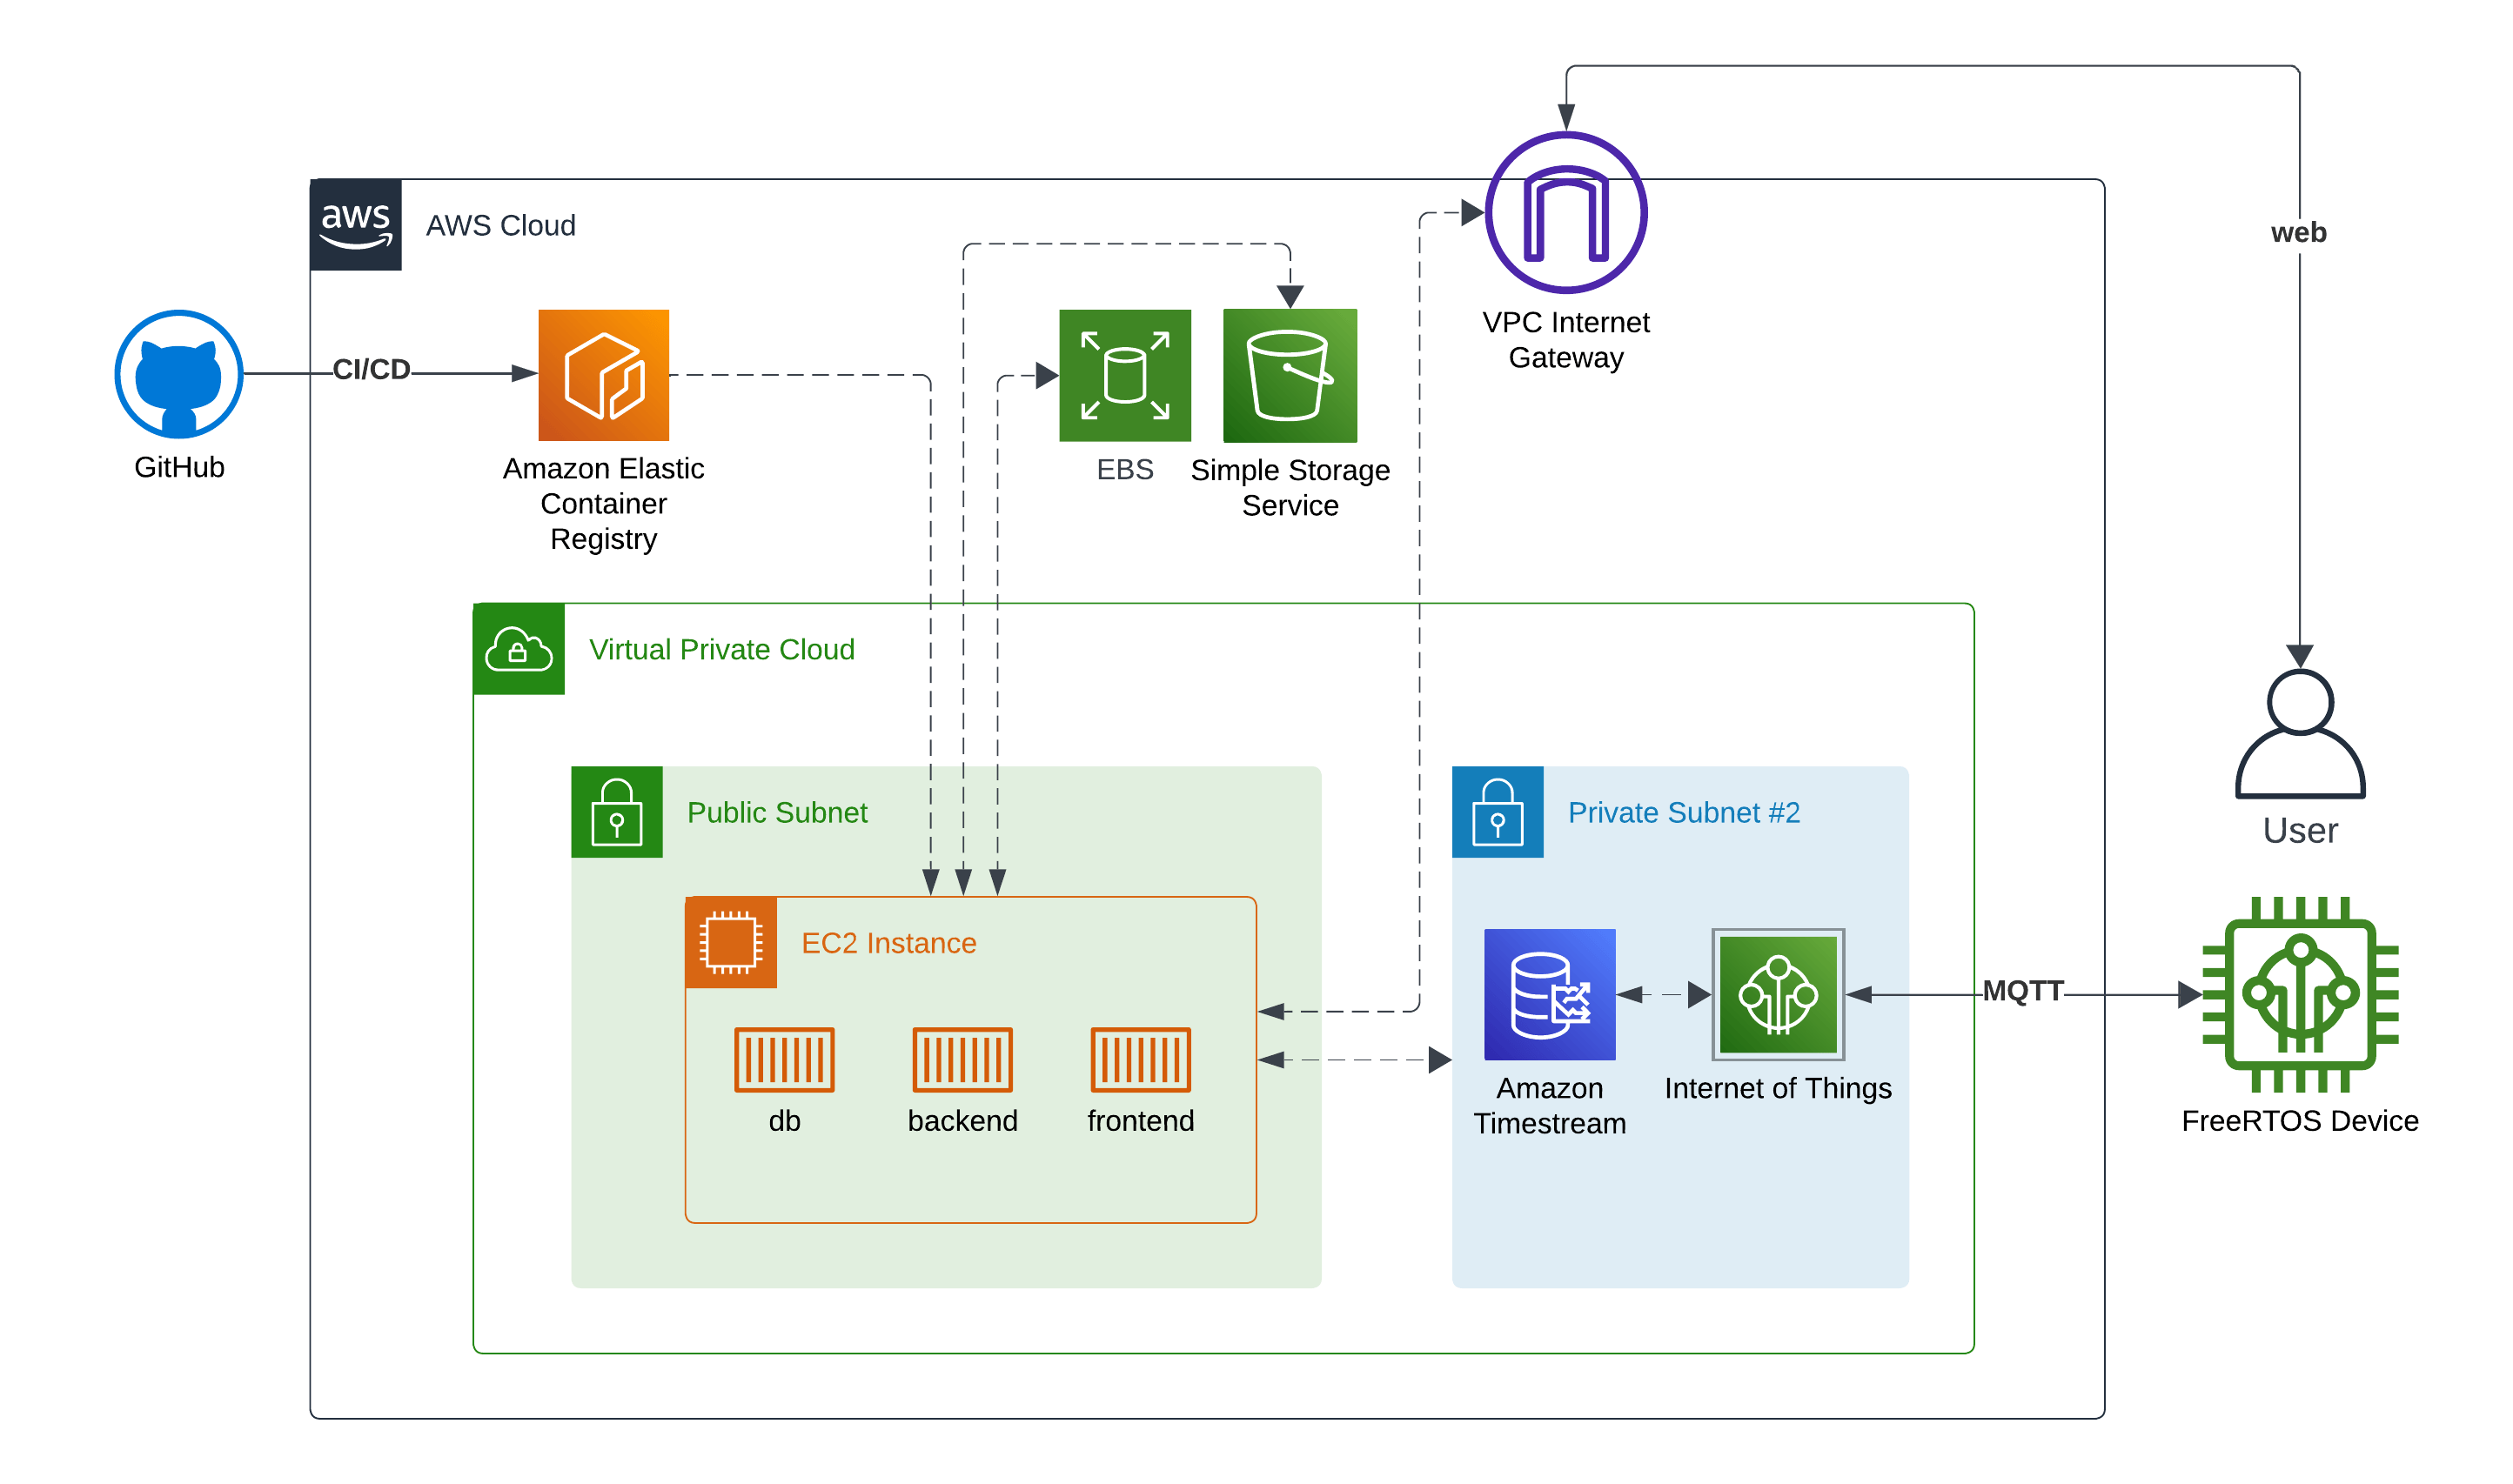 aws
AWS Cloud
web
VPC Internet
Gateway
CI/CD
GitHub
Amazon Elastic
Container
Registry
EBS
Simple Storage
Service
Virtual Private Cloud
Public Subnet
Private Subnet #2
User
EC2 Instance
MQTT
db
backend
frontend
Amazon
Timestream
Internet of Things
FreeRTOS Device